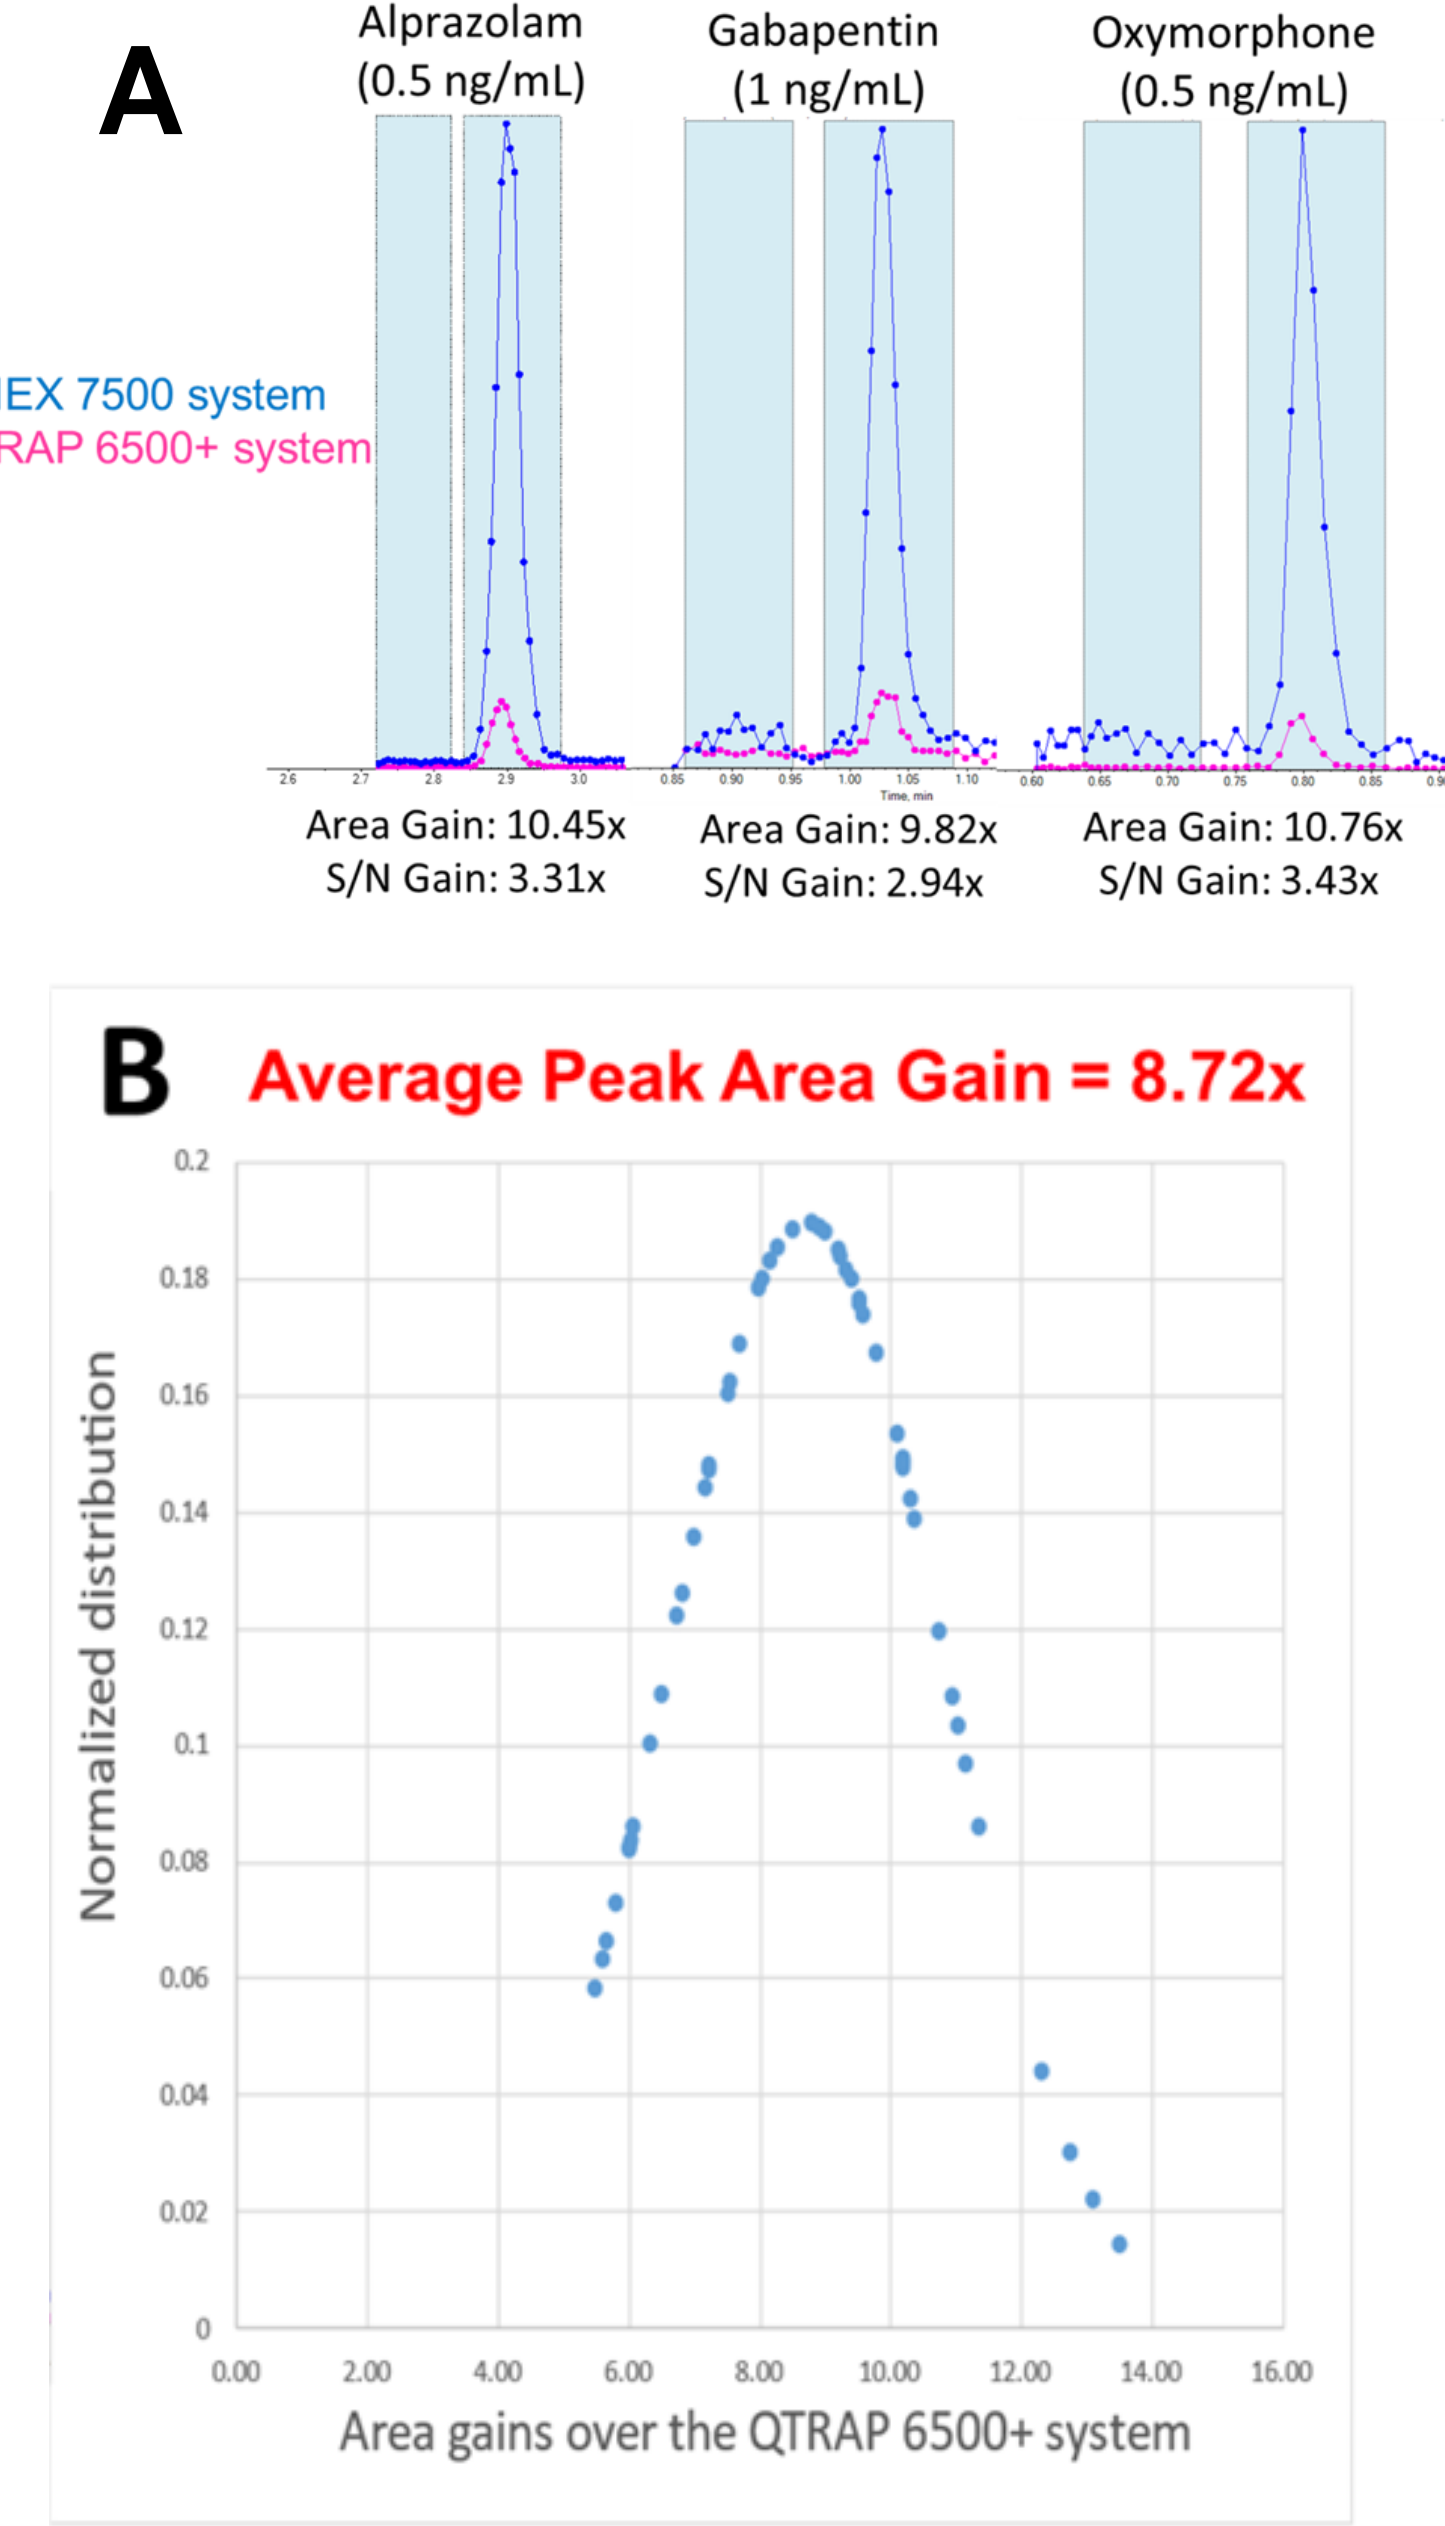 A
Alprazolam
(0.5 ng/mL)
Gabapentin
(1 ng/mL)
Oxymorphone
(0.5 ng/mL)
IEX 7500 system
RAP 6500+ system
2.6 2.7 2.8 2.9 3.0
0.85 0.90 0.95 1.00 1.05 1.10
Time, min
0.60 0.65 0.70 0.75 0.80 0.85
Area Gain: 10.45x
S/N Gain: 3.31x
Area Gain: 9.82x
S/N Gain: 2.94x
Area Gain: 10.76x
S/N Gain: 3.43x
B
Average Peak Area Gain = 8.72x
Normalized distribution
0.2
0.18
0.16
0.14
0.12
0.1
0.08
0.06
0.04
0.02
0
0.00 2.00 4.00 6.00 8.00 10.00 12.00 14.00 16.00
Area gains over the QTRAP 6500+ system